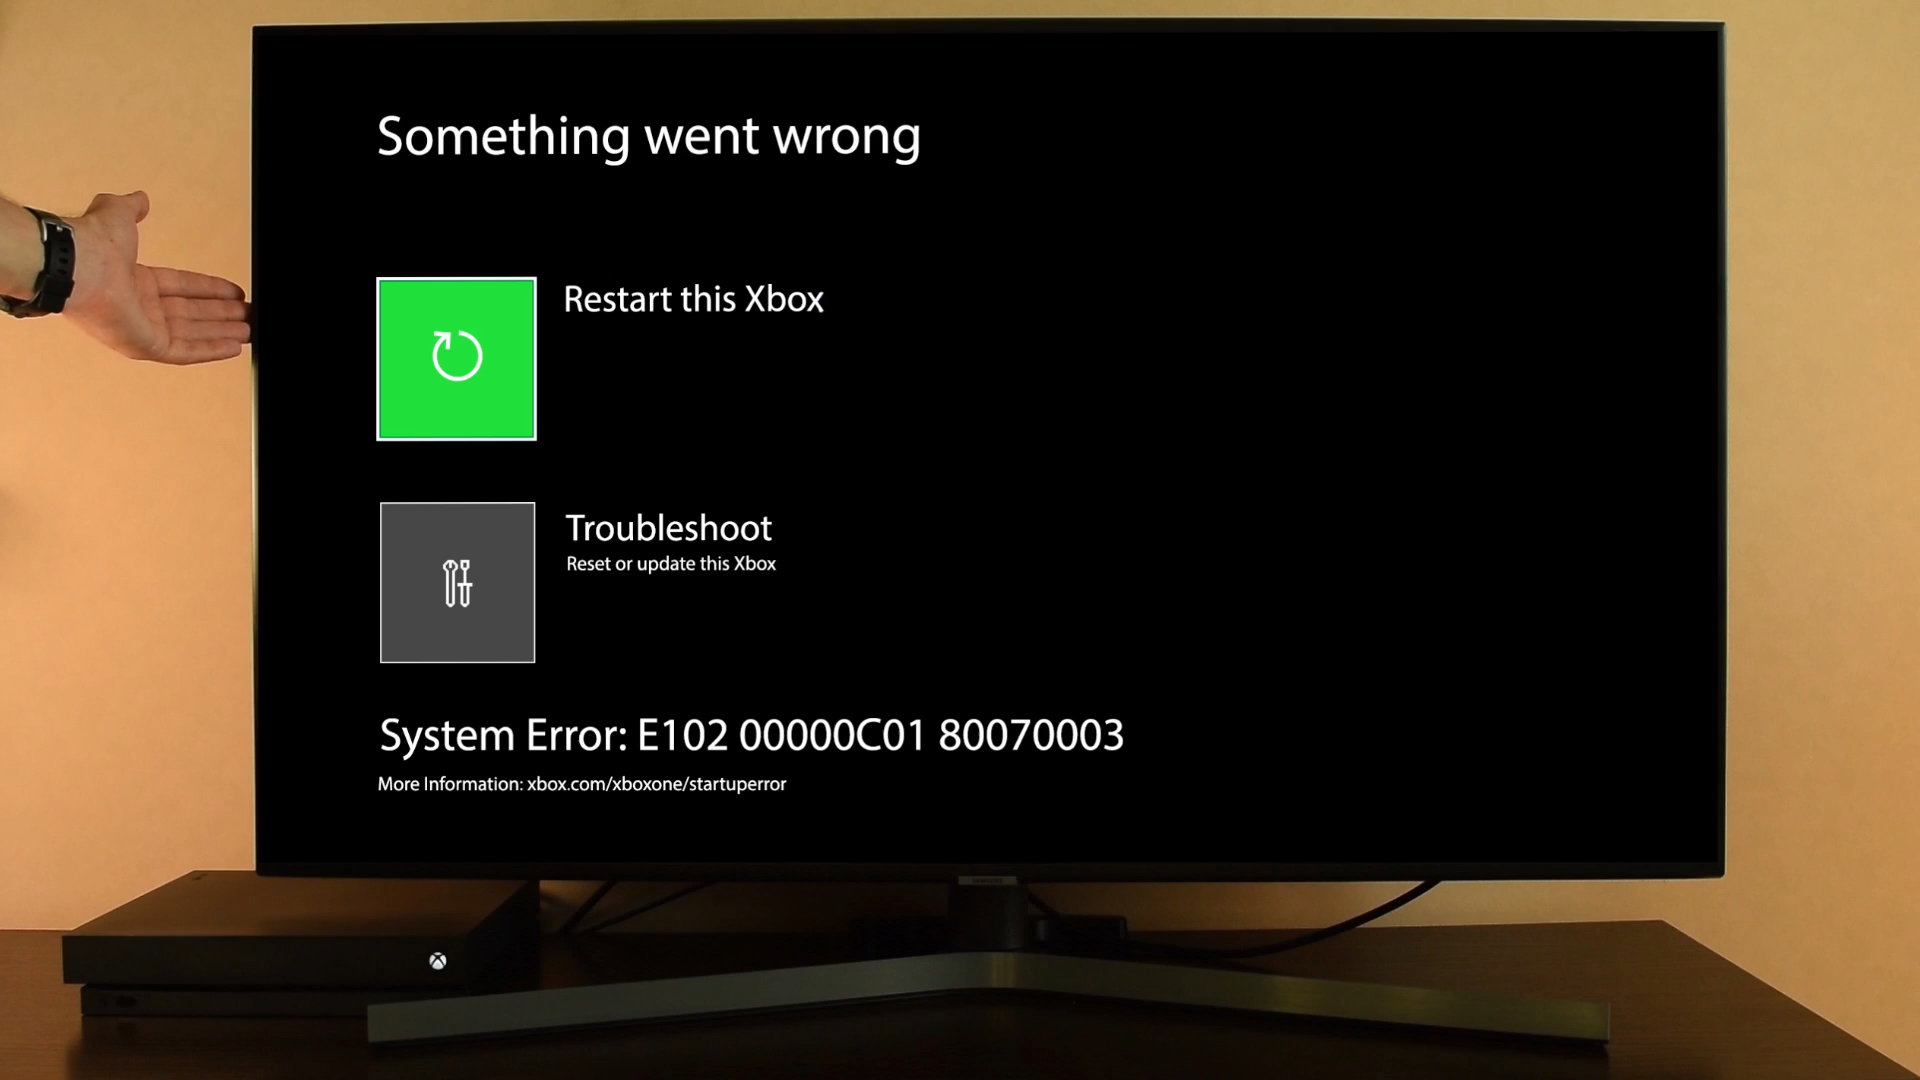 Something went wrong
Restart this Xbox
Troubleshoot
Reset or update this Xbox
System Error: E102 00000C01 80070003
More Information: xbox.com/xboxone/startuperror